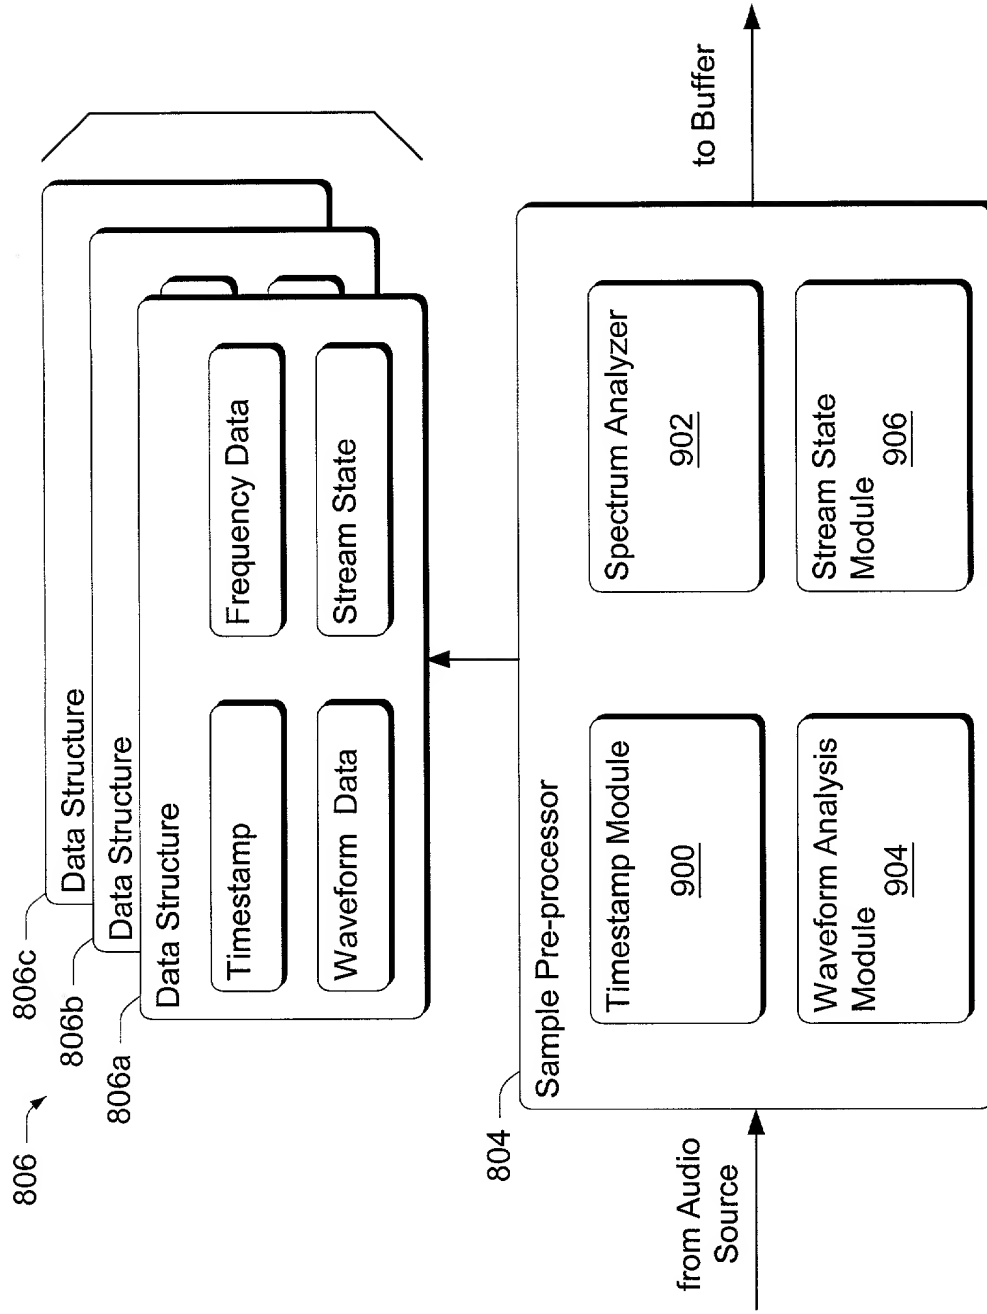 806
806c
806b
806a
Data Structure
Data Structure
Data Structure
Timestamp
Frequency Data
Waveform Data
Stream State
804
Sample Pre-processor
Timestamp Module
900
Spectrum Analyzer
902
Waveform Analysis
Module
904
Stream State
Module
906
from Audio
Source
to Buffer